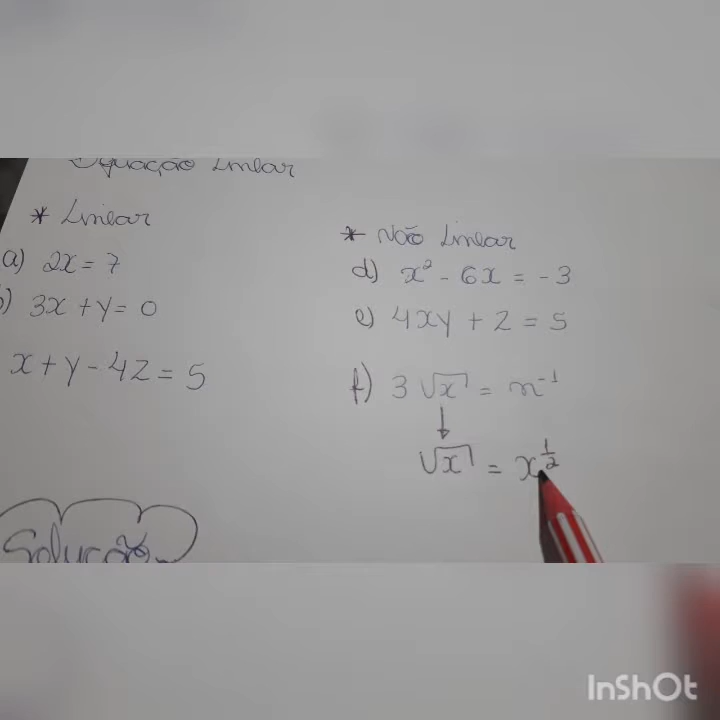 Equação Linear
* Linear
a) 2x = 7
b) 3x + y = 0
x + y - 4z = 5
* Não Linear
d) x² - 6x = -3
e) 4xy + z = 5
f) 3 √x = n⁻¹
↓
√x = x^1/2
Solução
InShOt